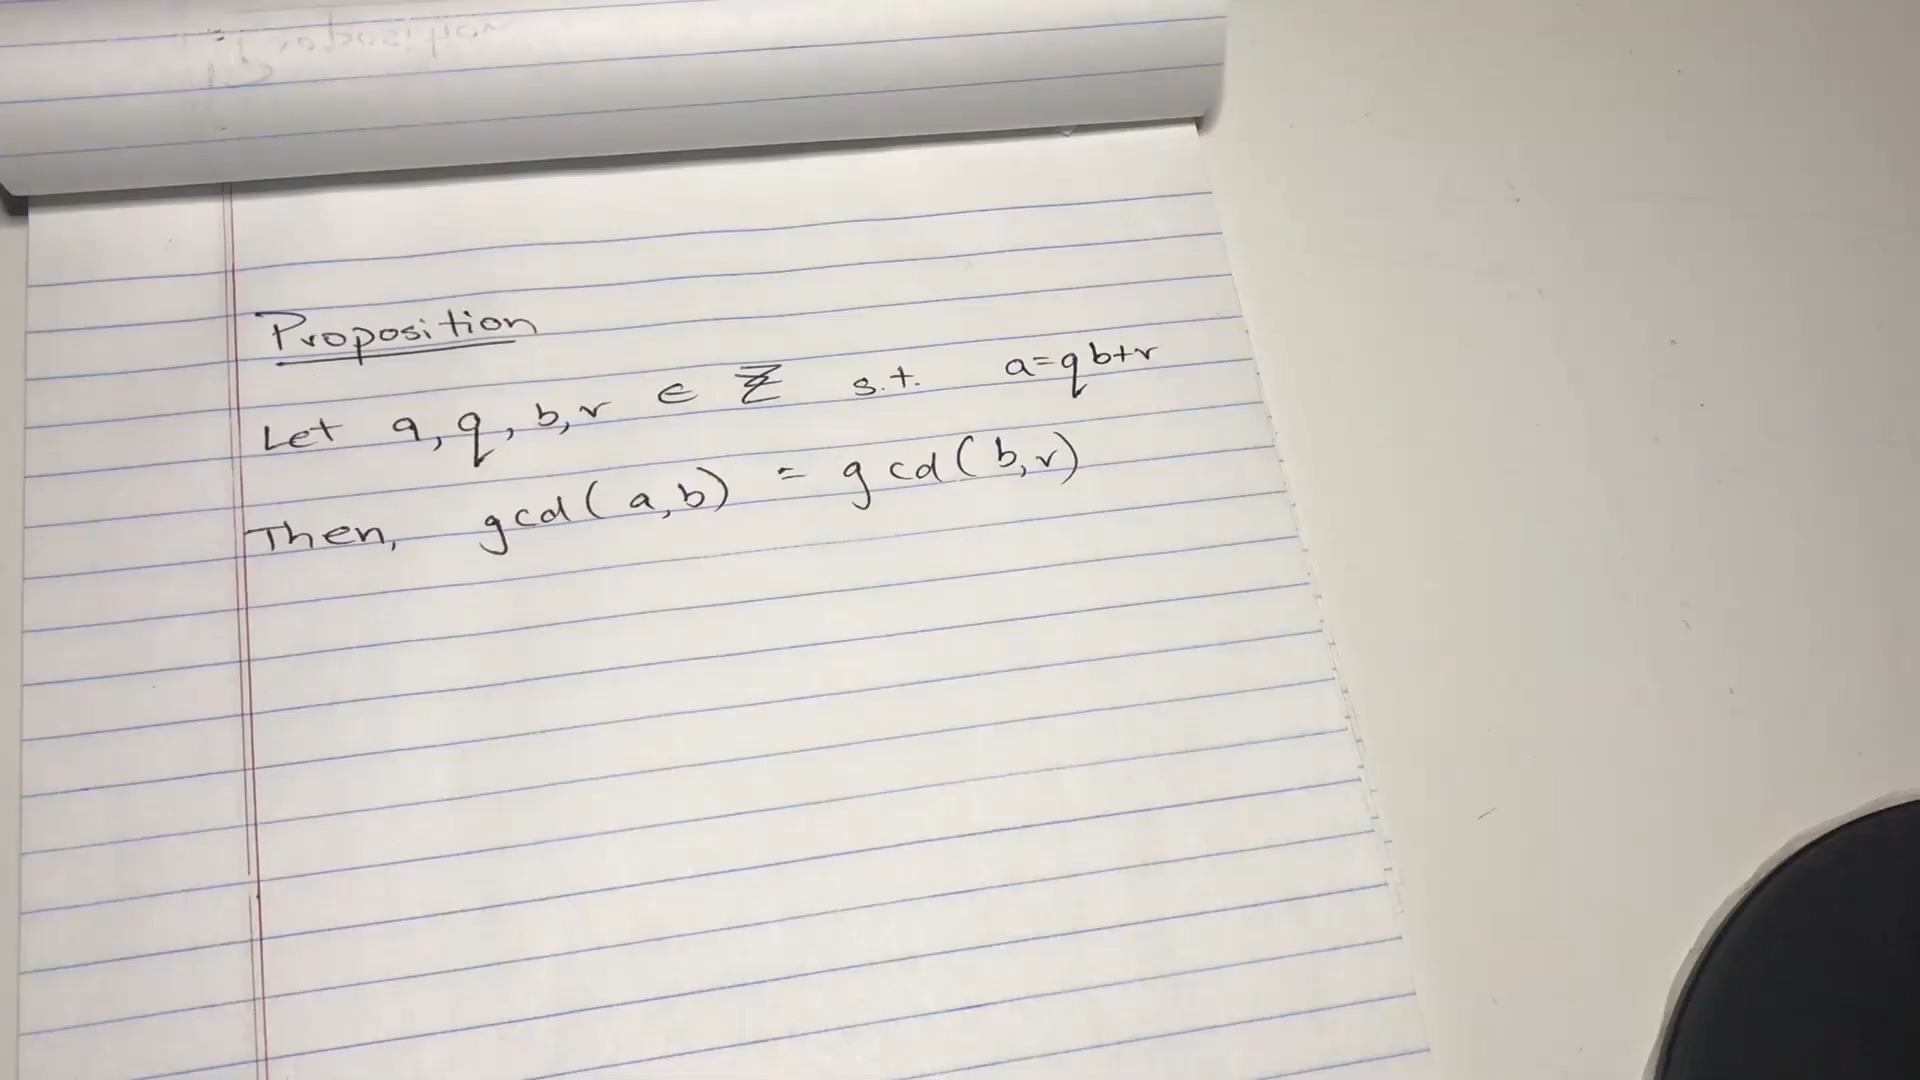 Proposition
Let a, q, b, r ∈ ℤ s.t. a=qb+r
Then, gcd(a,b) = gcd(b,r)